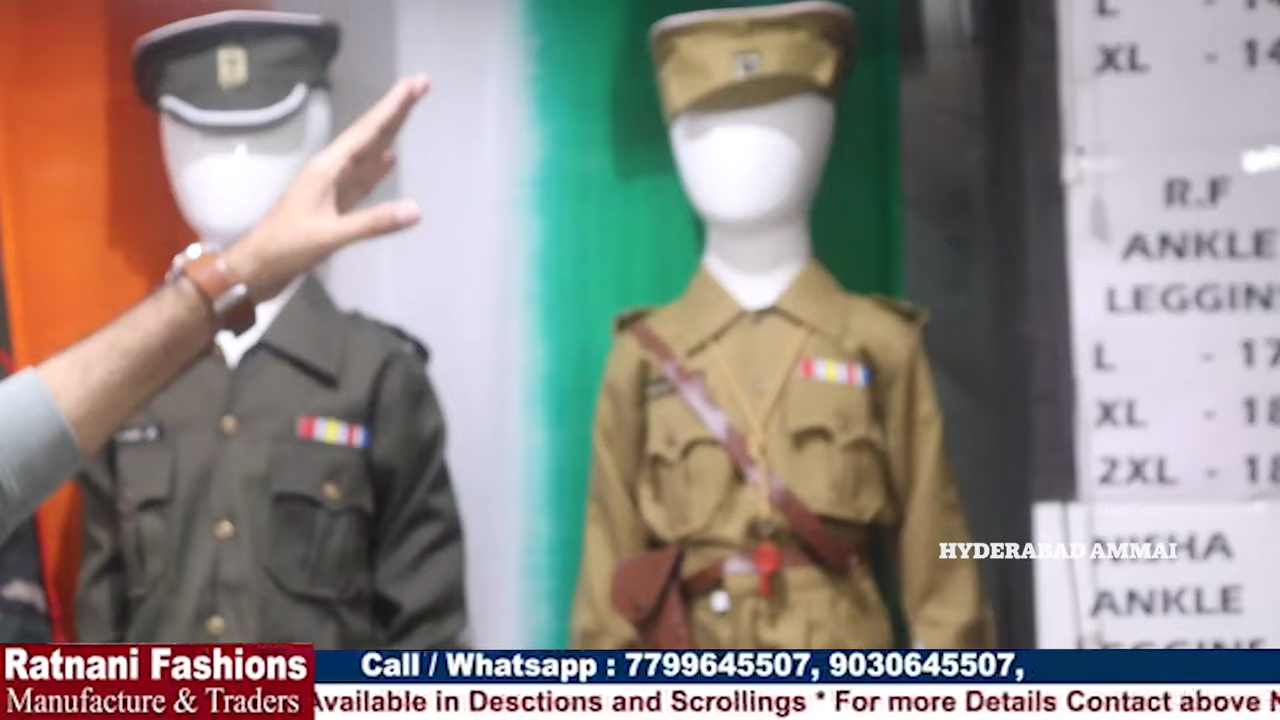 L -
XL - 14
R.F
ANKLE
LEGGIN
L - 17
XL - 18
2XL - 18
HYDERABAD AMMAI
ANKLE
Ratnani Fashions
Manufacture & Traders
Call / Whatsapp : 7799645507, 9030645507,
Available in Desctions and Scrollings * For more Details Contact above